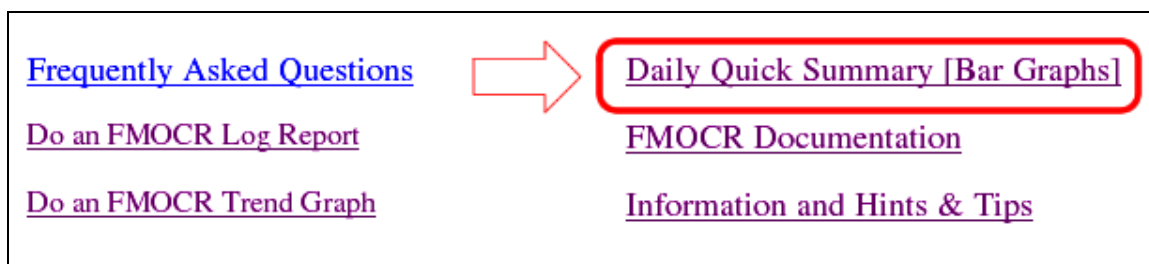 Frequently Asked Questions
Daily Quick Summary [Bar Graphs]
Do an FMOCR Log Report
FMOCR Documentation
Do an FMOCR Trend Graph
Information and Hints & Tips